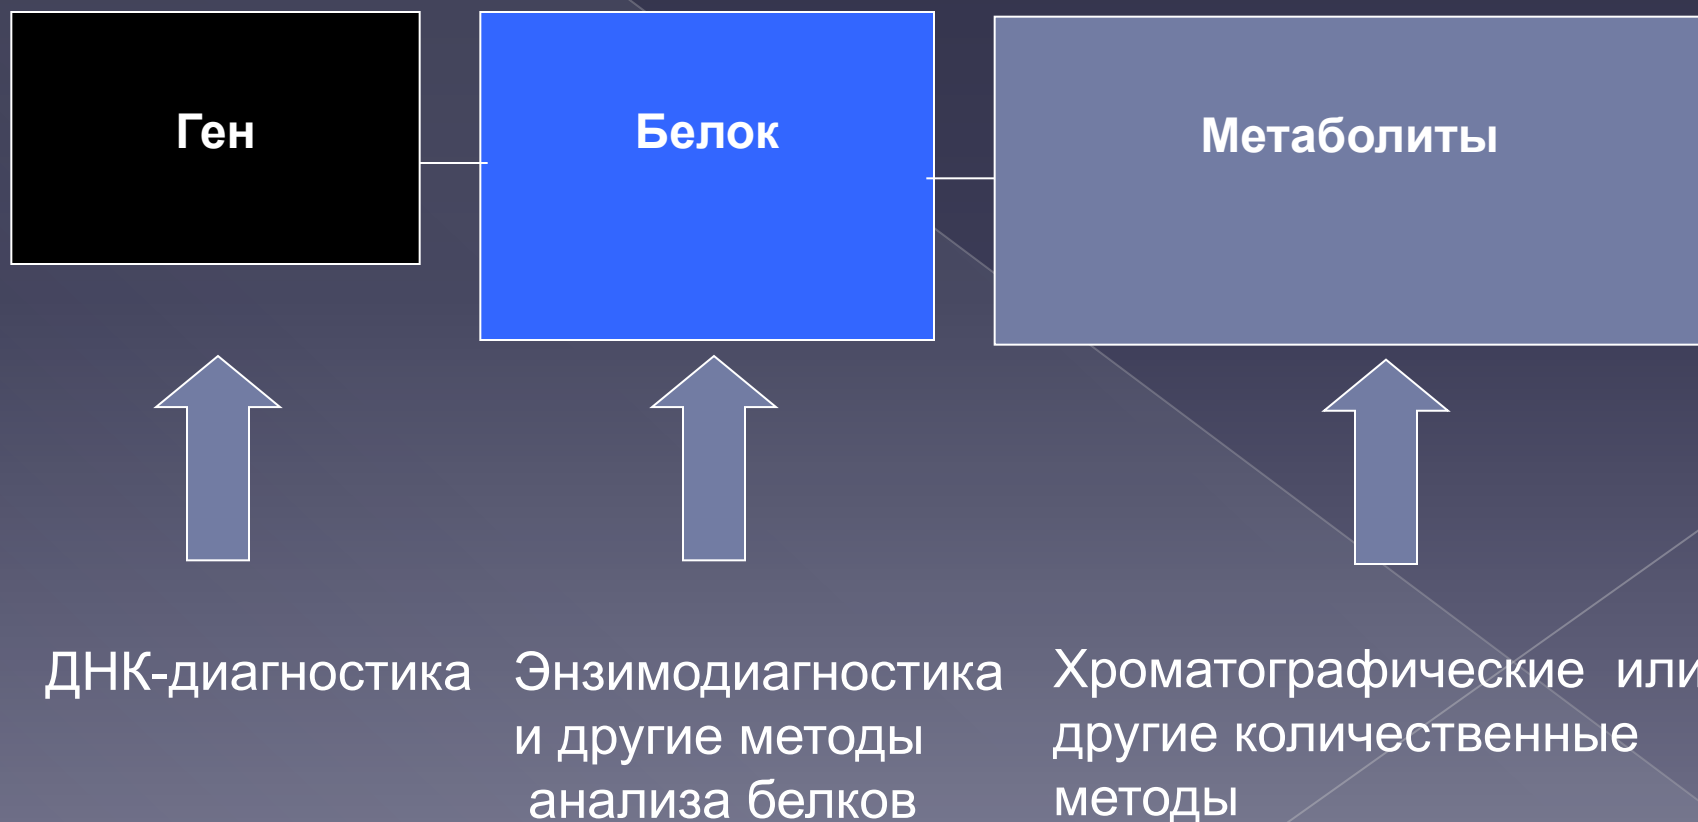 Ген
Белок
Метаболиты
ДНК-диагностика
Энзимодиагностика
и другие методы
анализа белков
Хроматографические или
другие количественные
методы